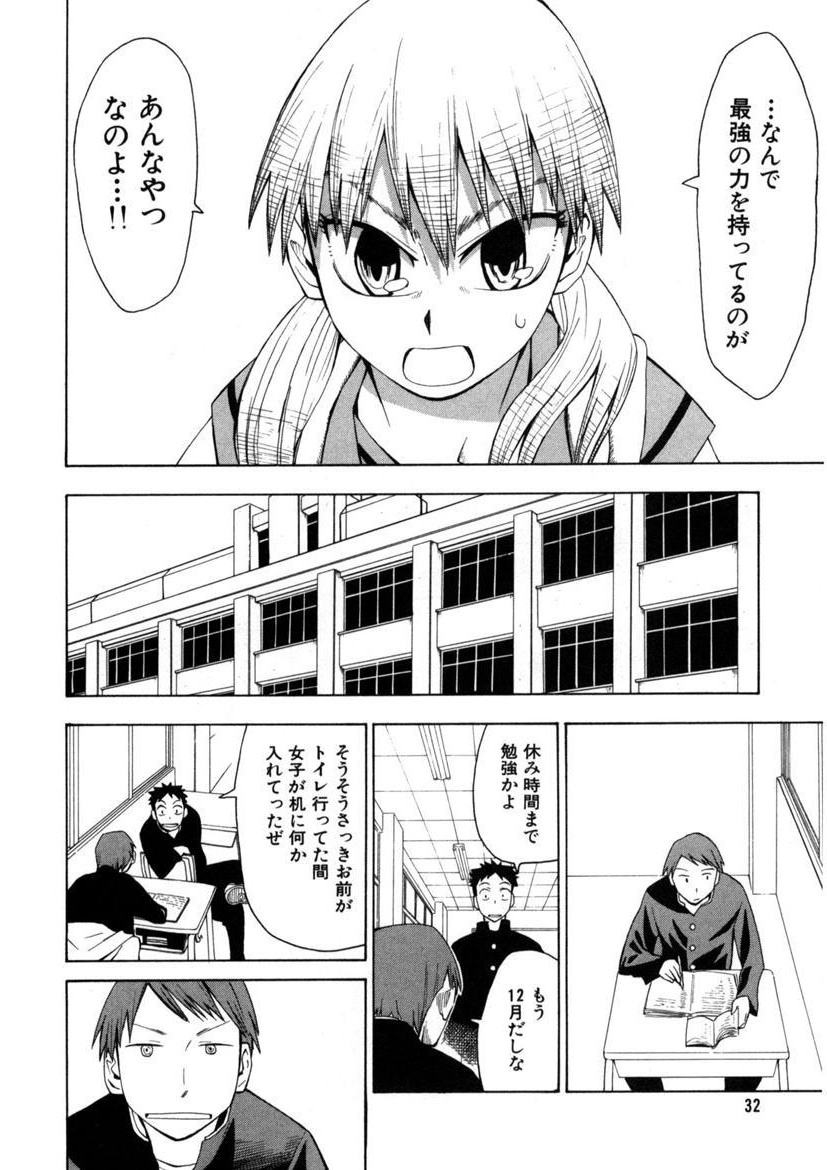 …なんで
最強の力を持ってるのが
あんなやつ
なのよ…!!
休み時間まで
勉強かよ
もう
12月だしな
そうそうさっきお前が
トイレ行ってた間
女子が机に何か
入れてったぜ
32